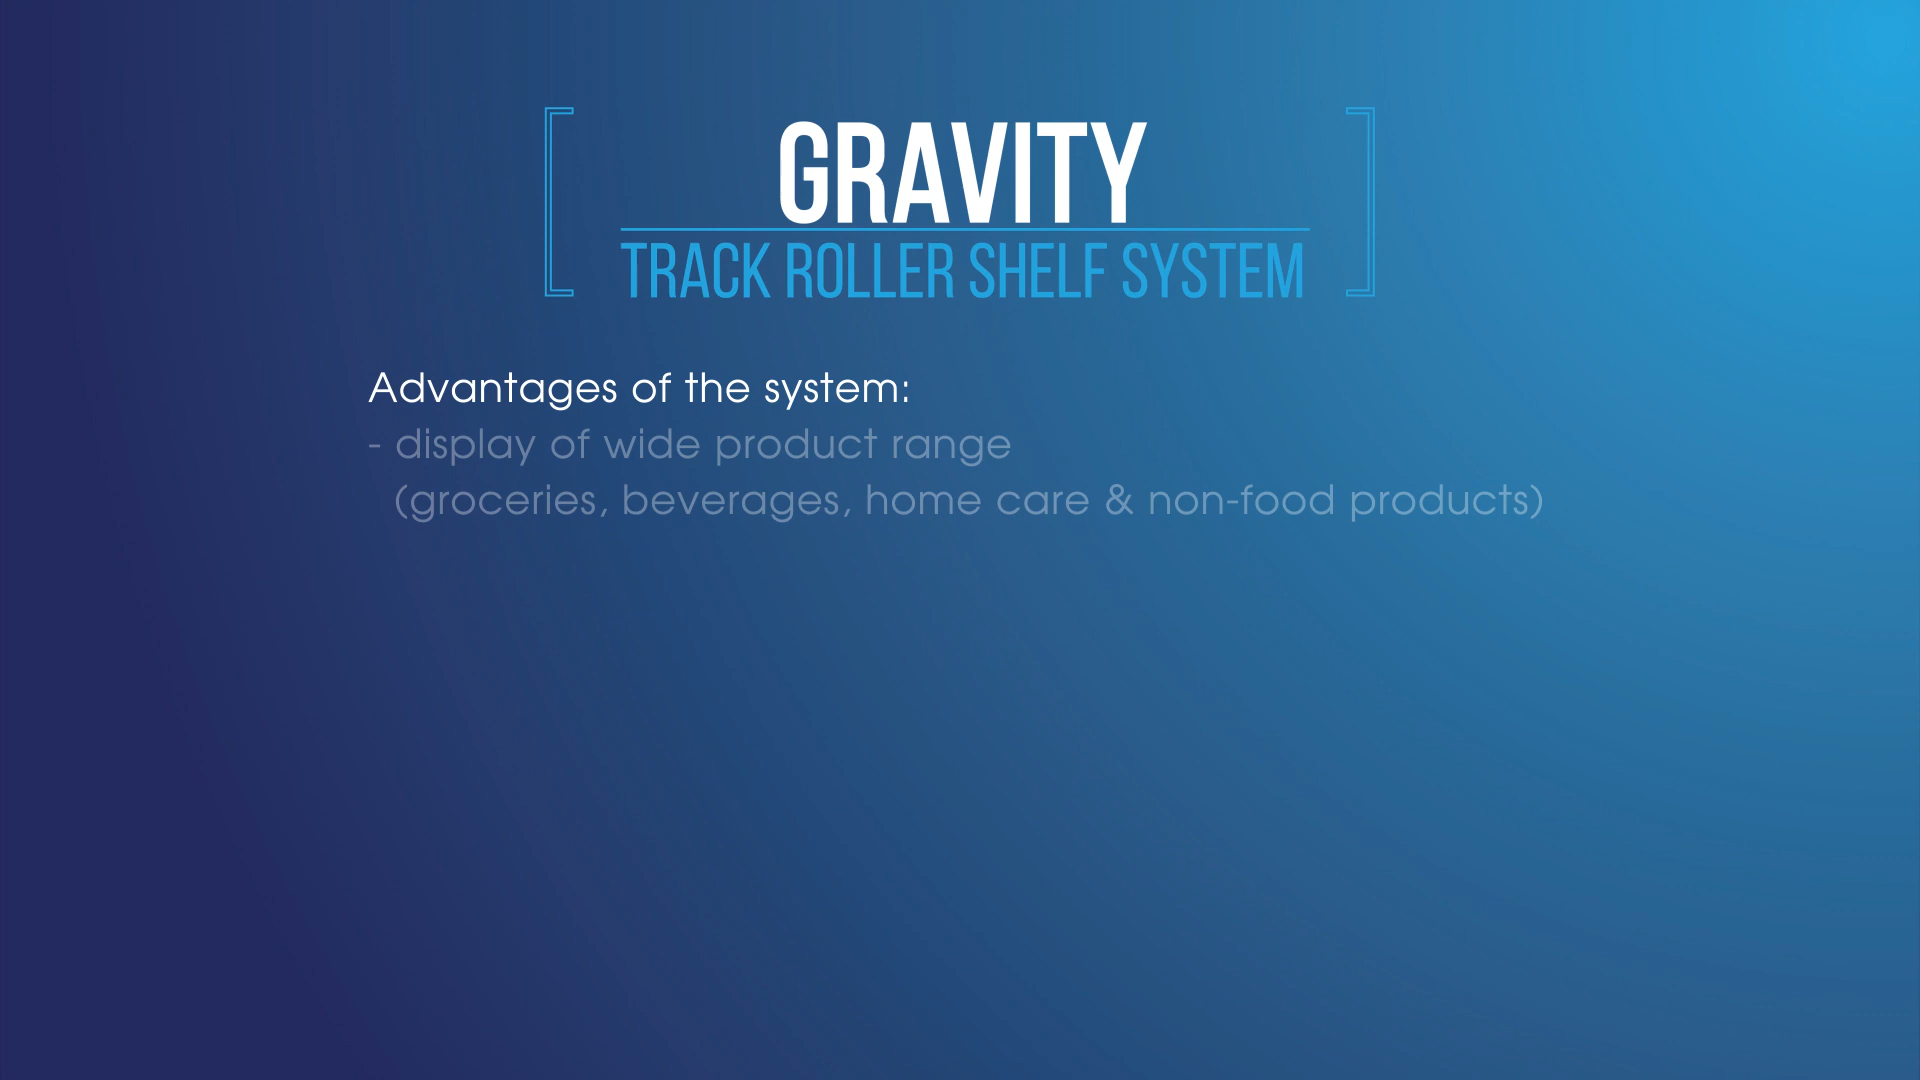 GRAVITY
TRACK ROLLER SHELF SYSTEM
Advantages of the system:
- display of wide product range
(groceries, beverages, home care & non-food products)